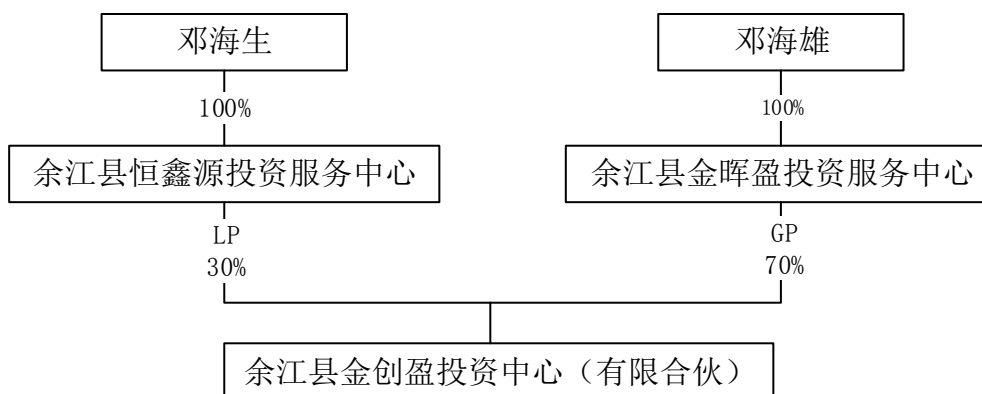 邓海生
邓海雄
100%
100%
余江县恒鑫源投资服务中心
余江县金晖盈投资服务中心
LP
30%
GP
70%
余江县金创盈投资中心（有限合伙）